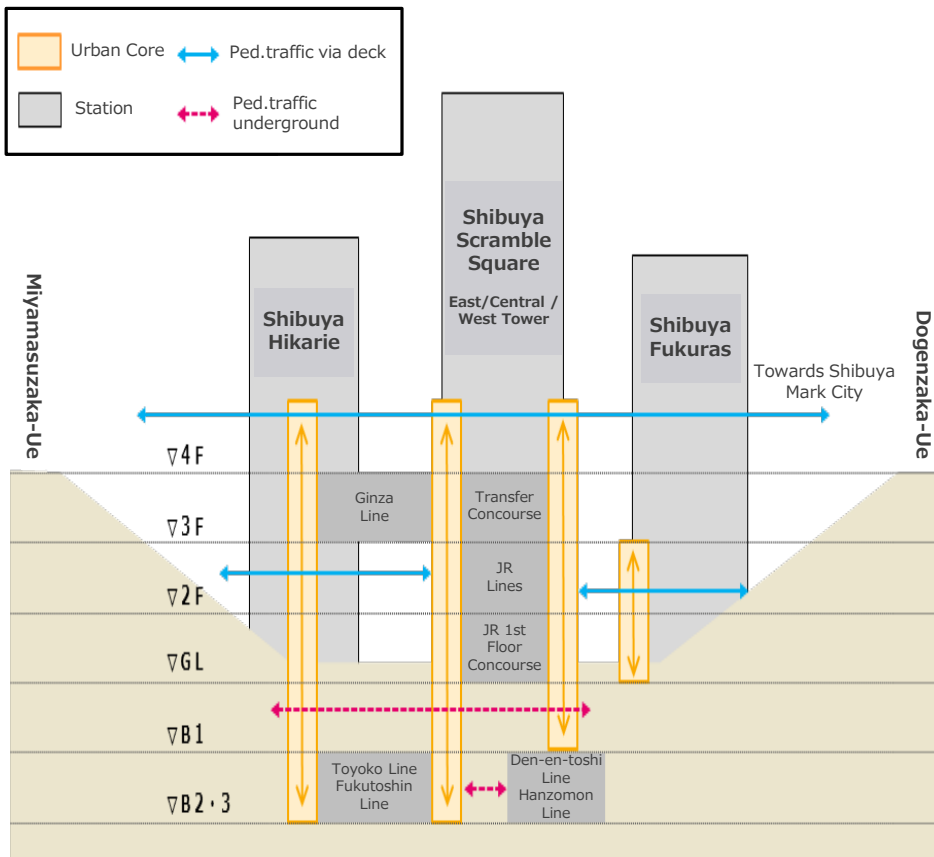 Urban Core
Ped.traffic via deck
Station
Ped.traffic
underground
Shibuya
Scramble
Square
East/Central /
West Tower
Shibuya
Hikarie
Shibuya
Fukuras
Miyamasuzaka-Ue
Dogenzaka-Ue
Towards Shibuya
Mark City
▽4F
Ginza
Line
Transfer
Concourse
▽3F
JR
Lines
▽2F
JR 1st
Floor
Concourse
▽GL
▽B1
Toyoko Line
Fukutoshin
Line
Den-en-toshi
Line
Hanzomon
Line
▽B2・3